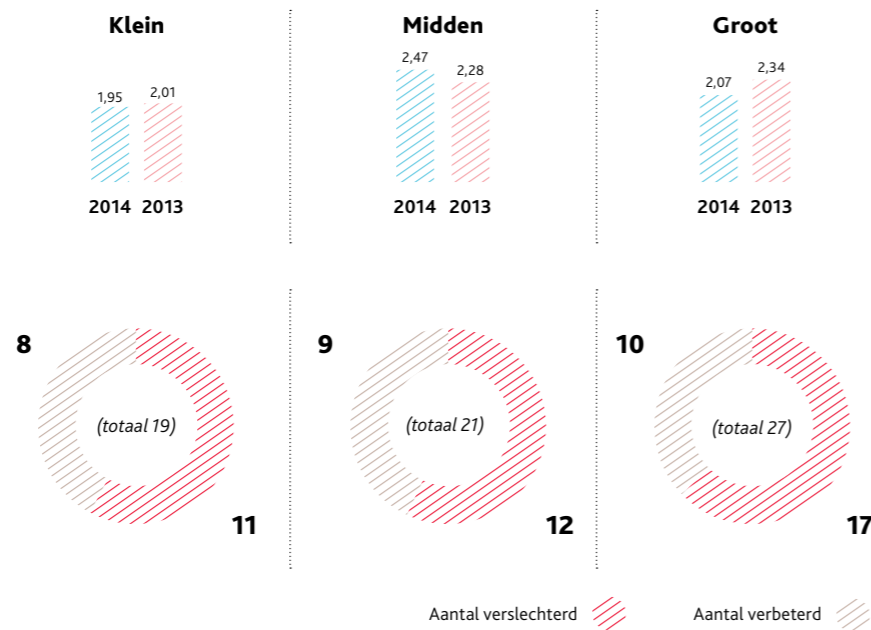 Klein
Midden
Groot
1,95
2,01
2,47
2,28
2,07
2,34
2014 2013
2014 2013
2014 2013
8
(totaal 19)
11
9
(totaal 21)
12
10
(totaal 27)
17
Aantal verslechterd
Aantal verbeterd